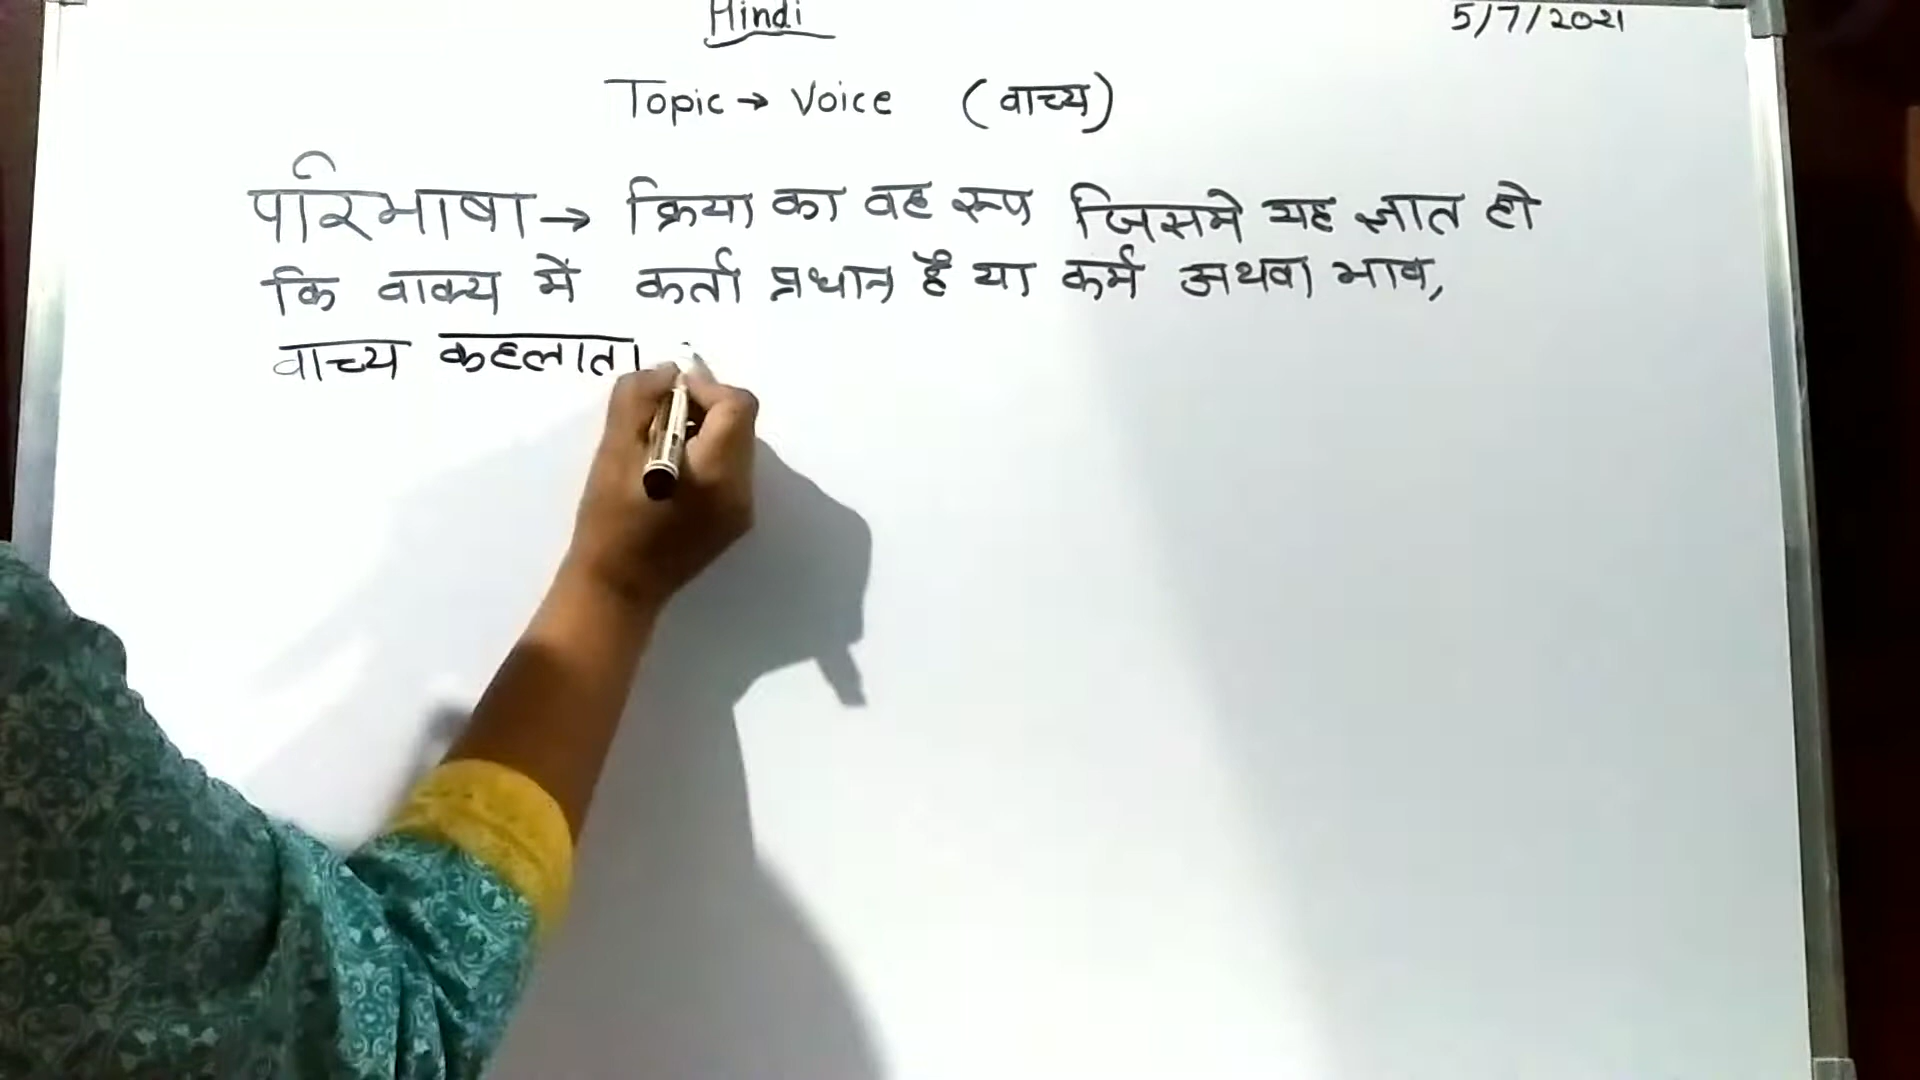 Hindi
5/7/2021
Topic → Voice (वाच्य)
परिभाषा → क्रिया का वह रूप जिसमे यह ज्ञात हो
कि वाक्य में कर्ता प्रधान है या कर्म अथवा भाव,
वाच्य कहलाता